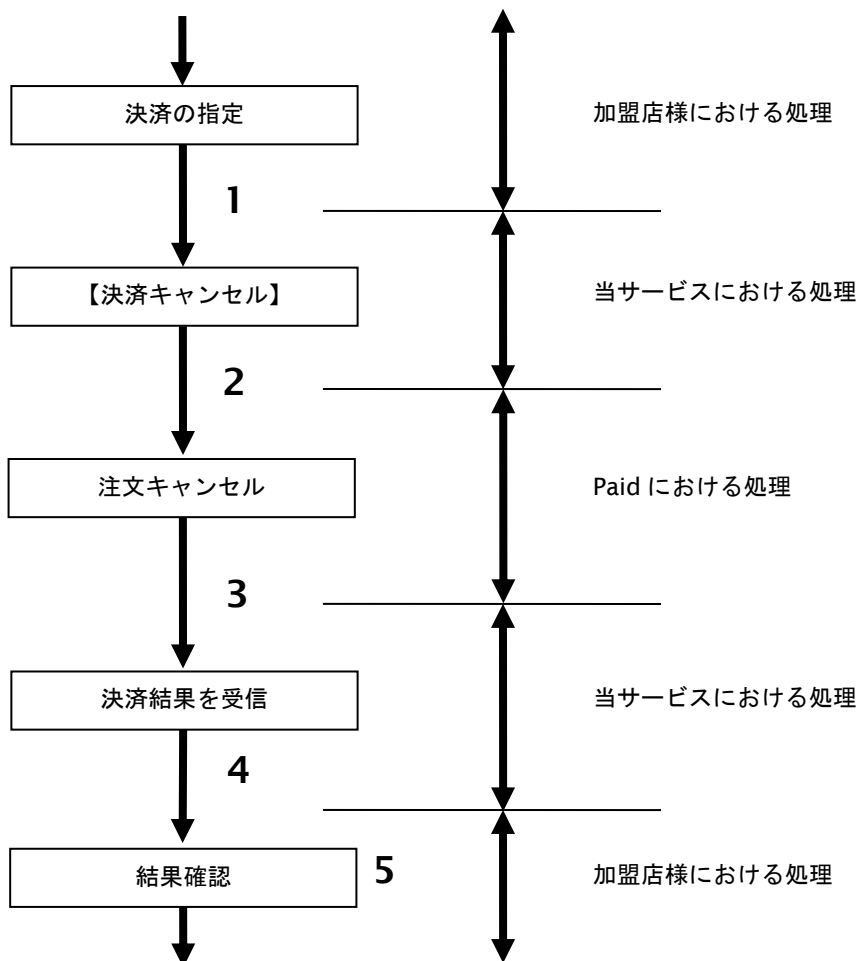 決済の指定
加盟店様における処理
1
【決済キャンセル】
当サービスにおける処理
2
注文キャンセル
Paid における処理
3
決済結果を受信
当サービスにおける処理
4
結果確認
5
加盟店様における処理